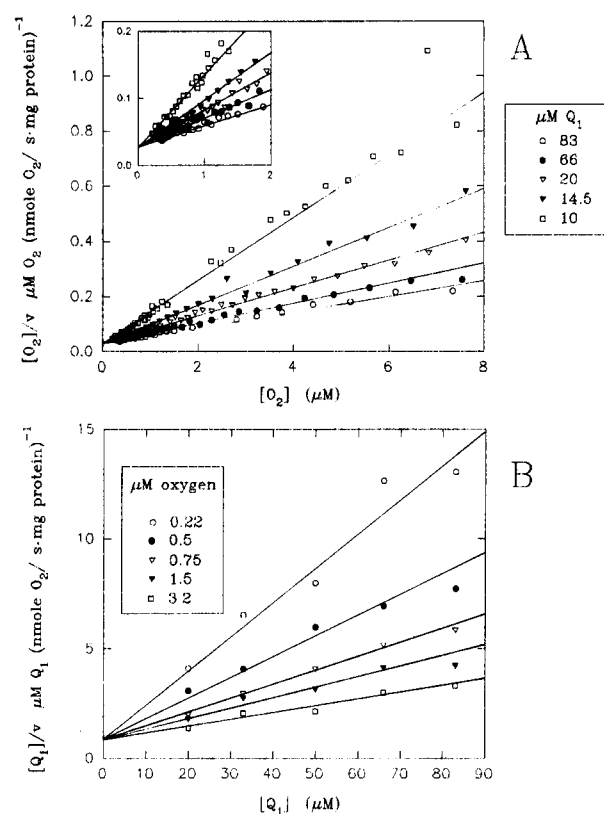 A
[O₂]/v μM O₂ (nmole O₂/ s·mg protein)⁻¹
1.2
1.0
0.8
0.6
0.4
0.2
0.0
0.2
0.1
0.0
0 1 2
0 2 4 6 8
[O₂] (μM)
μM Q₁
83
66
20
14.5
10
B
[Q₁]/v μM Q₁ (nmole O₂/ s·mg protein)⁻¹
15
10
5
0
μM oxygen
0.22
0.5
0.75
1.5
3.2
0 10 20 30 40 50 60 70 80 90
[Q₁] (μM)